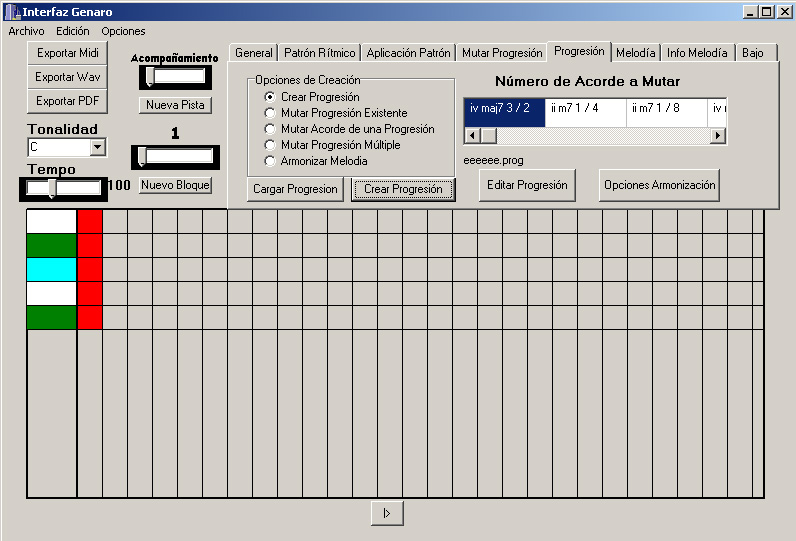 Interfaz Genaro
Archivo Edición Opciones
Exportar Midi
Exportar Wav
Exportar PDF
Tonalidad
C
Tempo
100
Acompañamiento
Nueva Pista
1
Nuevo Bloque
General Patrón Rítmico Aplicación Patrón Mutar Progresión Progresión Melodía Info Melodía Bajo
Opciones de Creación
Crear Progresión
Mutar Progresión Existente
Mutar Acorde de una Progresión
Mutar Progresión Múltiple
Armonizar Melodia
Cargar Progresion Crear Progresión
Número de Acorde a Mutar
iv maj7 3 / 2 ii m7 1 / 4 ii m7 1 / 8 iv
eeeeee.prog
Editar Progresión Opciones Armonización